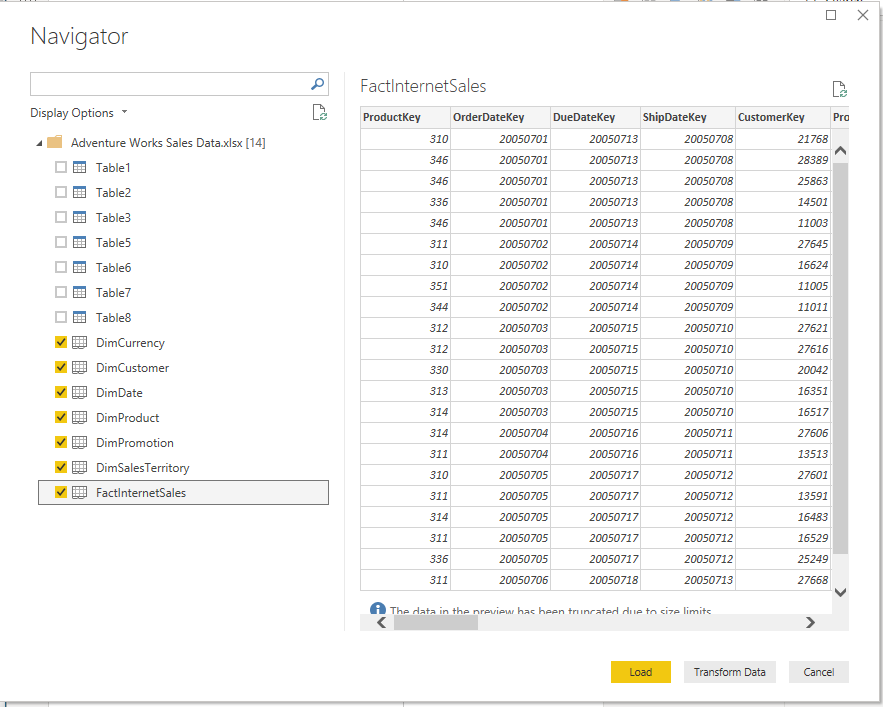 Navigator
Display Options
Adventure Works Sales Data.xlsx [14]
Table1
Table2
Table3
Table5
Table6
Table7
Table8
DimCurrency
DimCustomer
DimDate
DimProduct
DimPromotion
DimSalesTerritory
FactInternetSales
FactInternetSales
ProductKey OrderDateKey DueDateKey ShipDateKey CustomerKey Pro
310 20050701 20050713 20050708 21768
346 20050701 20050713 20050708 28389
346 20050701 20050713 20050708 25863
336 20050701 20050713 20050708 14501
346 20050701 20050713 20050708 11003
311 20050702 20050714 20050709 27645
310 20050702 20050714 20050709 16624
351 20050702 20050714 20050709 11005
344 20050702 20050714 20050709 11011
312 20050703 20050715 20050710 27621
312 20050703 20050715 20050710 27616
330 20050703 20050715 20050710 20042
313 20050703 20050715 20050710 16351
314 20050703 20050715 20050710 16517
314 20050704 20050716 20050711 27606
311 20050704 20050716 20050711 13513
310 20050705 20050717 20050712 27601
311 20050705 20050717 20050712 13591
314 20050705 20050717 20050712 16483
311 20050705 20050717 20050712 16529
336 20050705 20050717 20050712 25249
311 20050706 20050718 20050713 27668
The data in the preview has been truncated due to size limits.
Load Transform Data Cancel